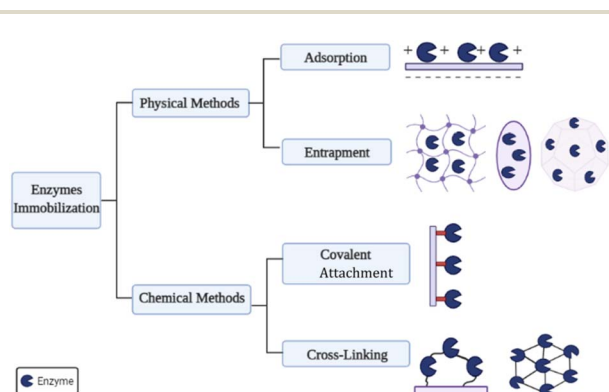 Adsorption
+ + + +
Physical Methods
Entrapment
Enzymes
Immobilization
Covalent
Attachment
Chemical Methods
Cross-Linking
Enzyme